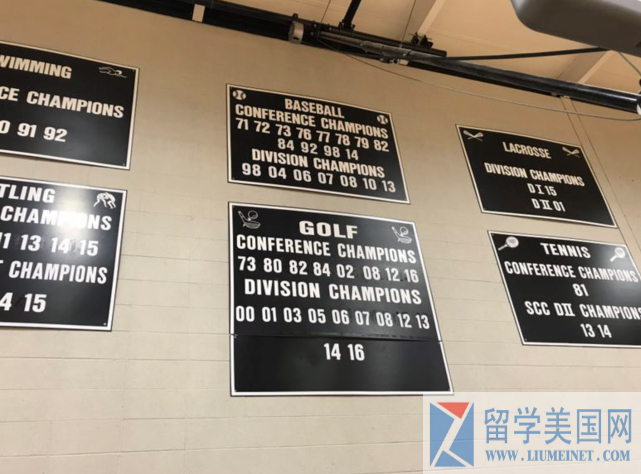 WIMMING
CE CHAMPIONS
0 91 92
TLING
CHAMPIONS
11 13 14 15
T CHAMPIONS
4 15
BASEBALL
CONFERENCE CHAMPIONS
71 72 73 76 77 78 79 82
84 92 98 14
DIVISION CHAMPIONS
98 04 06 07 08 10 13
GOLF
CONFERENCE CHAMPIONS
73 80 82 84 02 08 12 16
DIVISION CHAMPIONS
00 01 03 05 06 07 08 12 13
14 16
LACROSSE
DIVISION CHAMPIONS
D I 15
D II 01
TENNIS
CONFERENCE CHAMPIONS
81
SCC DII CHAMPIONS
13 14
留学美国网
WWW.LIUMEINET.COM